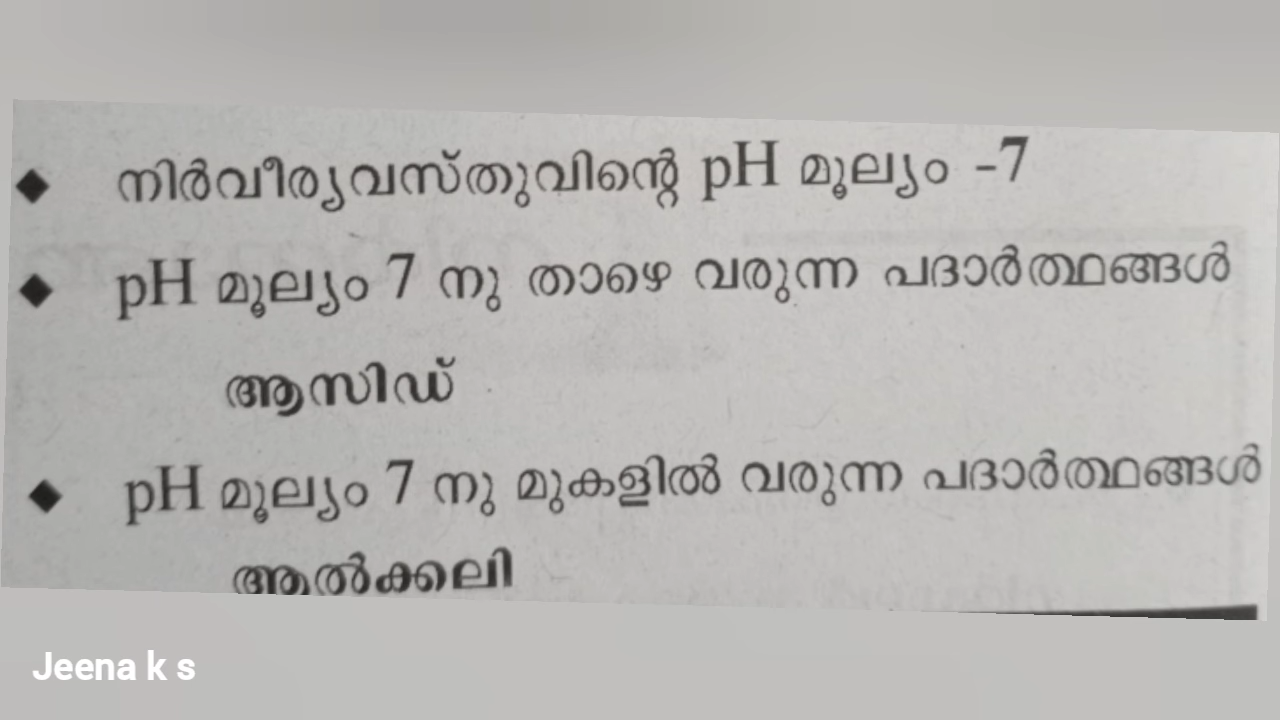 ◆ നിർവീര്യവസ്തുവിന്റെ pH മൂല്യം -7
◆ pH മൂല്യം 7 നു താഴെ വരുന്ന പദാർത്ഥങ്ങൾ
ആസിഡ്
◆ pH മൂല്യം 7 നു മുകളിൽ വരുന്ന പദാർത്ഥങ്ങൾ
ആൽക്കലി
Jeena k s